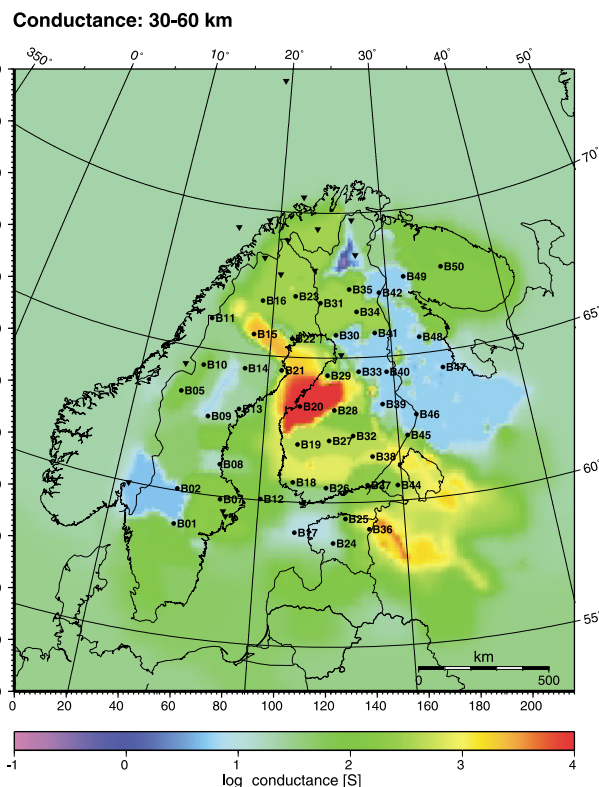 Conductance: 30-60 km
350° 0° 10° 20° 30° 40° 50°
70°
B50
B49
B35 B42
B16 B23 B31
B34
B11
B15 B22 B30 B41 B48
65°
B10 B14 B21 B29 B33 B40 B47
B05
B13 B20 B28 B39
B09 B46
B19 B27 B32 B45
B08 B38
60°
B02 B18 B26 B37 B44
B07 B12
B01 B25
B17 B36
B24
55°
km
0 500
0 20 40 60 80 100 120 140 160 180 200
-1 0 1 2 3 4
log conductance [S]